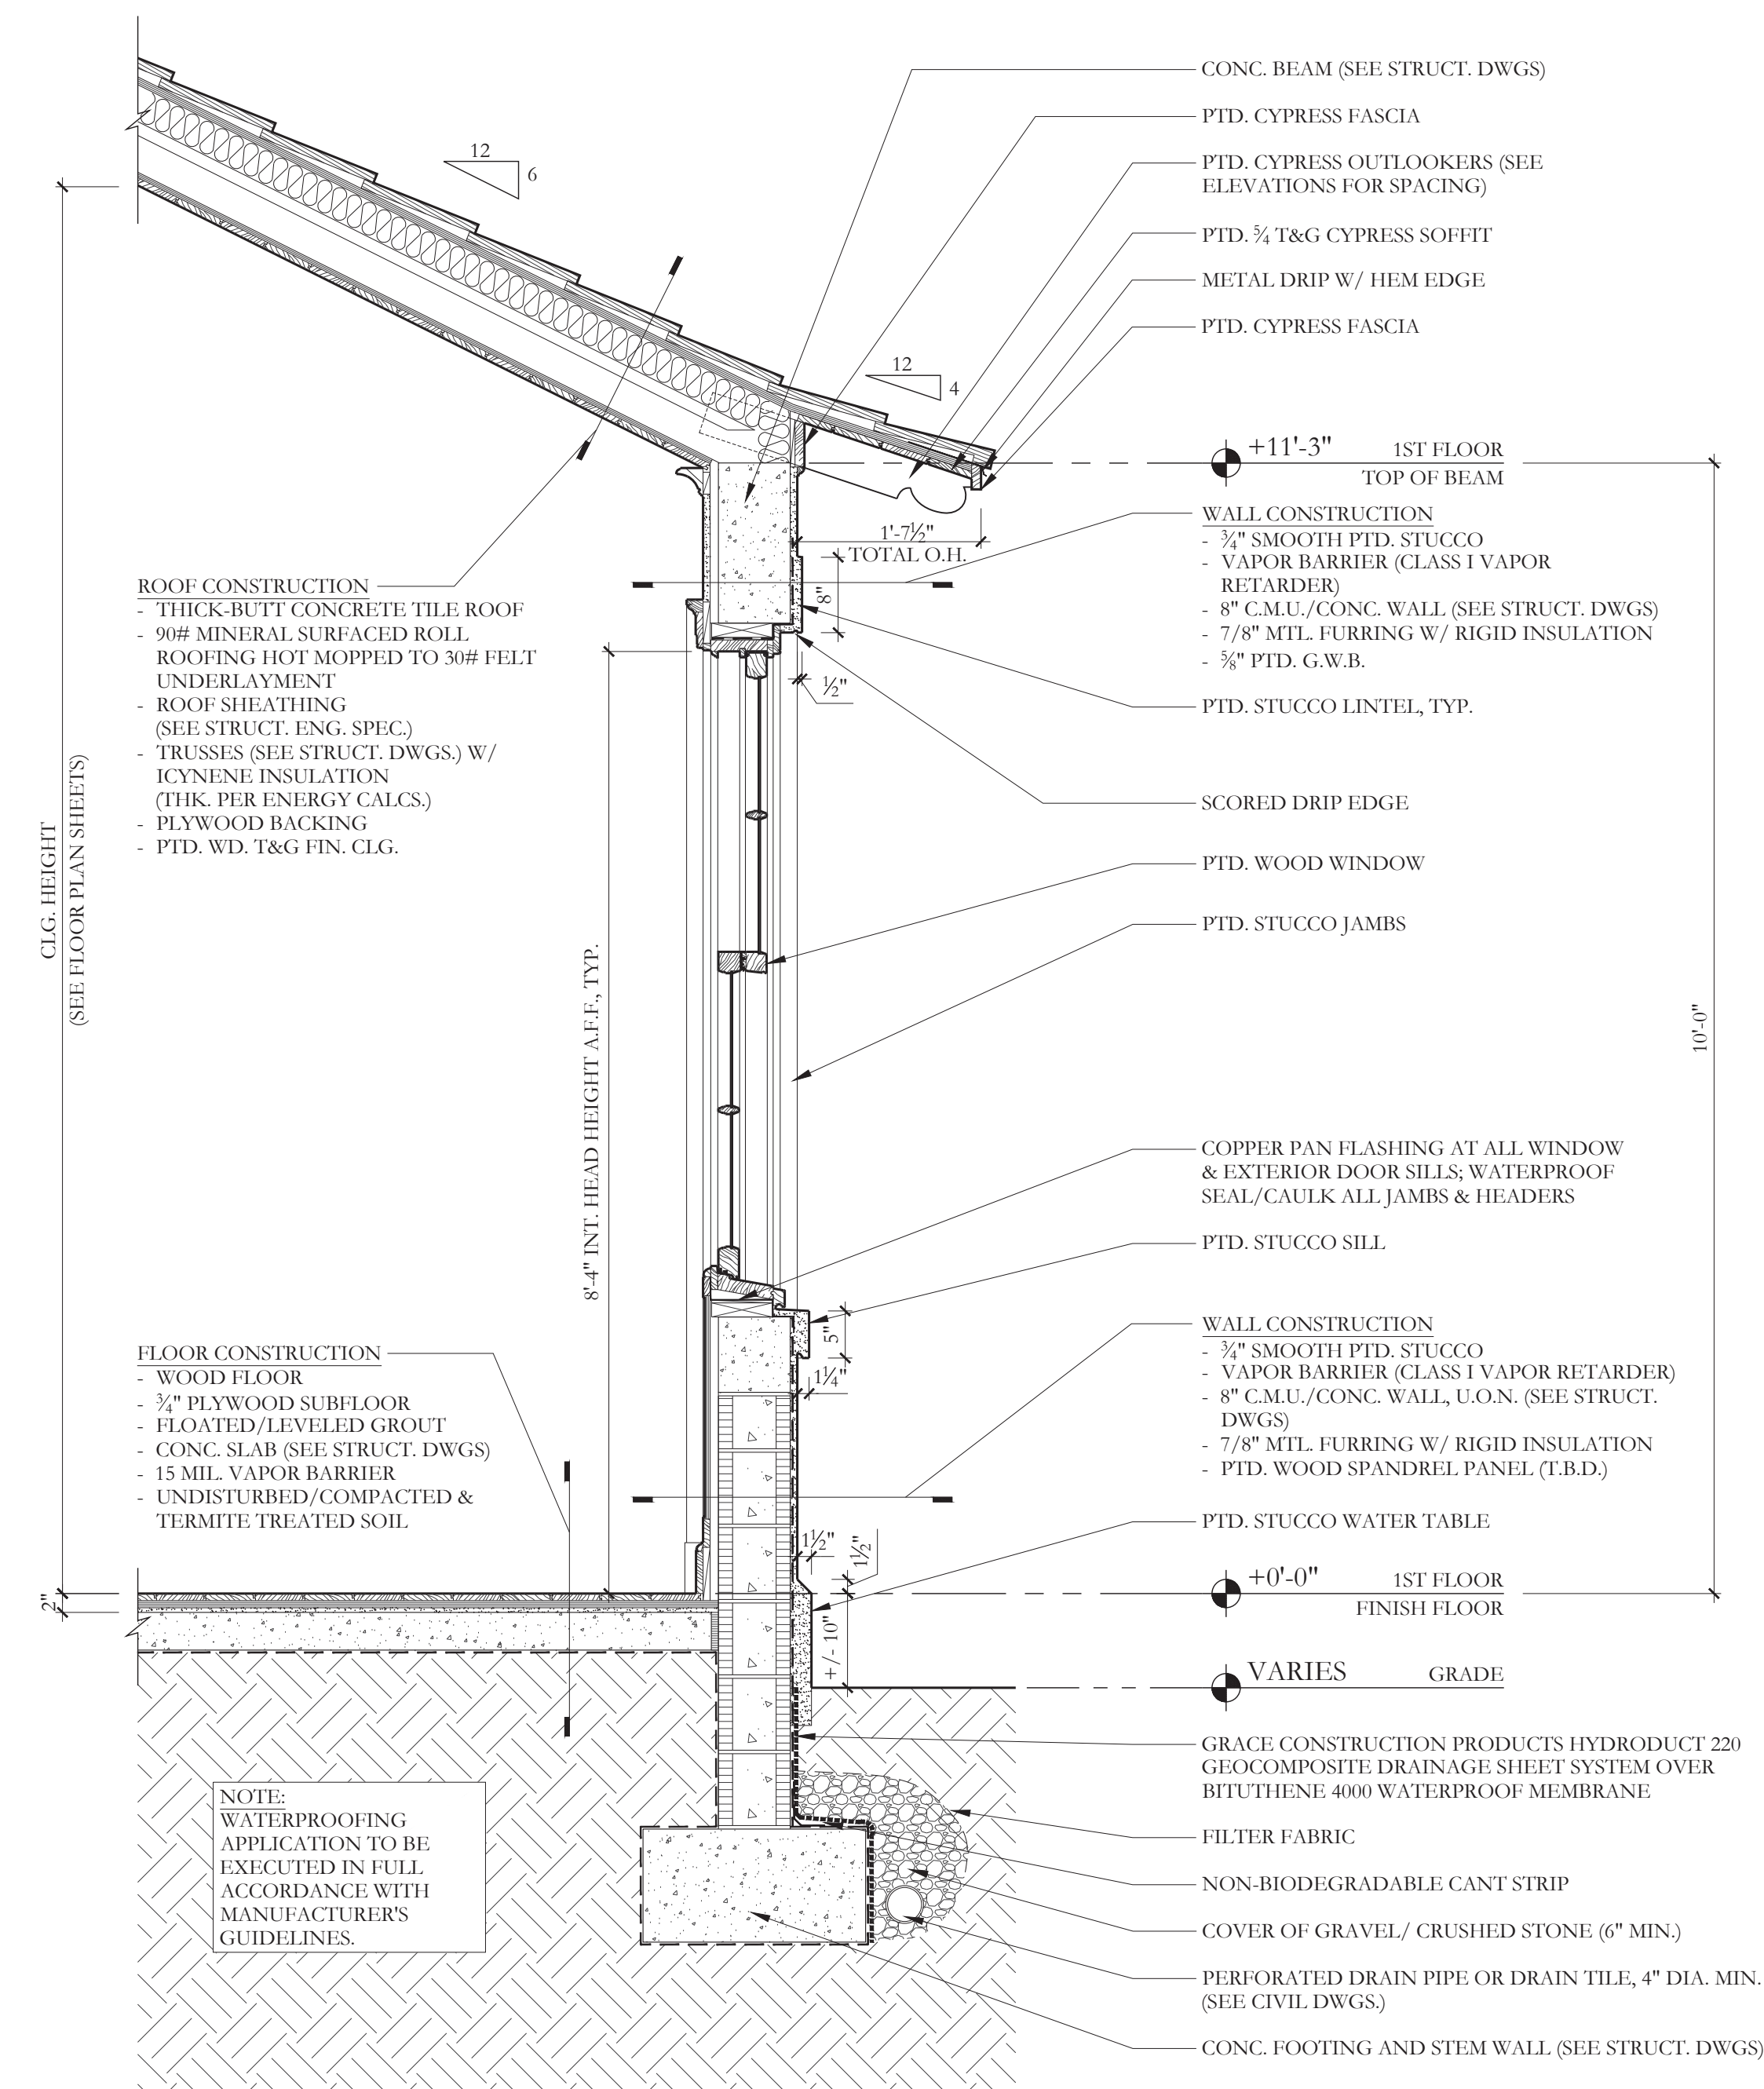 CONC. BEAM (SEE STRUCT. DWGS)
PTD. CYPRESS FASCIA
PTD. CYPRESS OUTLOOKERS (SEE
ELEVATIONS FOR SPACING)
PTD. 5⁄4 T&G CYPRESS SOFFIT
METAL DRIP W/ HEM EDGE
PTD. CYPRESS FASCIA
12
6
12
4
+11'-3" 1ST FLOOR
TOP OF BEAM
WALL CONSTRUCTION
- ¾" SMOOTH PTD. STUCCO
- VAPOR BARRIER (CLASS I VAPOR
RETARDER)
- 8" C.M.U./CONC. WALL (SEE STRUCT. DWGS)
- 7/8" MTL. FURRING W/ RIGID INSULATION
- ⅝" PTD. G.W.B.
1'-7½"
TOTAL O.H.
8"
½"
PTD. STUCCO LINTEL, TYP.
SCORED DRIP EDGE
PTD. WOOD WINDOW
PTD. STUCCO JAMBS
ROOF CONSTRUCTION
- THICK-BUTT CONCRETE TILE ROOF
- 90# MINERAL SURFACED ROLL
ROOFING HOT MOPPED TO 30# FELT
UNDERLAYMENT
- ROOF SHEATHING
(SEE STRUCT. ENG. SPEC.)
- TRUSSES (SEE STRUCT. DWGS.) W/
ICYNENE INSULATION
(THK. PER ENERGY CALCS.)
- PLYWOOD BACKING
- PTD. WD. T&G FIN. CLG.
CLG. HEIGHT
(SEE FLOOR PLAN SHEETS)
8'-4" INT. HEAD HEIGHT A.F.F., TYP.
10'-0"
COPPER PAN FLASHING AT ALL WINDOW
& EXTERIOR DOOR SILLS; WATERPROOF
SEAL/CAULK ALL JAMBS & HEADERS
PTD. STUCCO SILL
5"
1¼"
WALL CONSTRUCTION
- ¾" SMOOTH PTD. STUCCO
- VAPOR BARRIER (CLASS I VAPOR RETARDER)
- 8" C.M.U./CONC. WALL, U.O.N. (SEE STRUCT.
DWGS)
- 7/8" MTL. FURRING W/ RIGID INSULATION
- PTD. WOOD SPANDREL PANEL (T.B.D.)
PTD. STUCCO WATER TABLE
FLOOR CONSTRUCTION
- WOOD FLOOR
- ¾" PLYWOOD SUBFLOOR
- FLOATED/LEVELED GROUT
- CONC. SLAB (SEE STRUCT. DWGS)
- 15 MIL. VAPOR BARRIER
- UNDISTURBED/COMPACTED &
TERMITE TREATED SOIL
1½"
1½"
2"
+/- 10"
+0'-0" 1ST FLOOR
FINISH FLOOR
VARIES GRADE
GRACE CONSTRUCTION PRODUCTS HYDRODUCT 220
GEOCOMPOSITE DRAINAGE SHEET SYSTEM OVER
BITUTHENE 4000 WATERPROOF MEMBRANE
FILTER FABRIC
NON-BIODEGRADABLE CANT STRIP
COVER OF GRAVEL/ CRUSHED STONE (6" MIN.)
PERFORATED DRAIN PIPE OR DRAIN TILE, 4" DIA. MIN.
(SEE CIVIL DWGS.)
CONC. FOOTING AND STEM WALL (SEE STRUCT. DWGS)
NOTE:
WATERPROOFING
APPLICATION TO BE
EXECUTED IN FULL
ACCORDANCE WITH
MANUFACTURER'S
GUIDELINES.